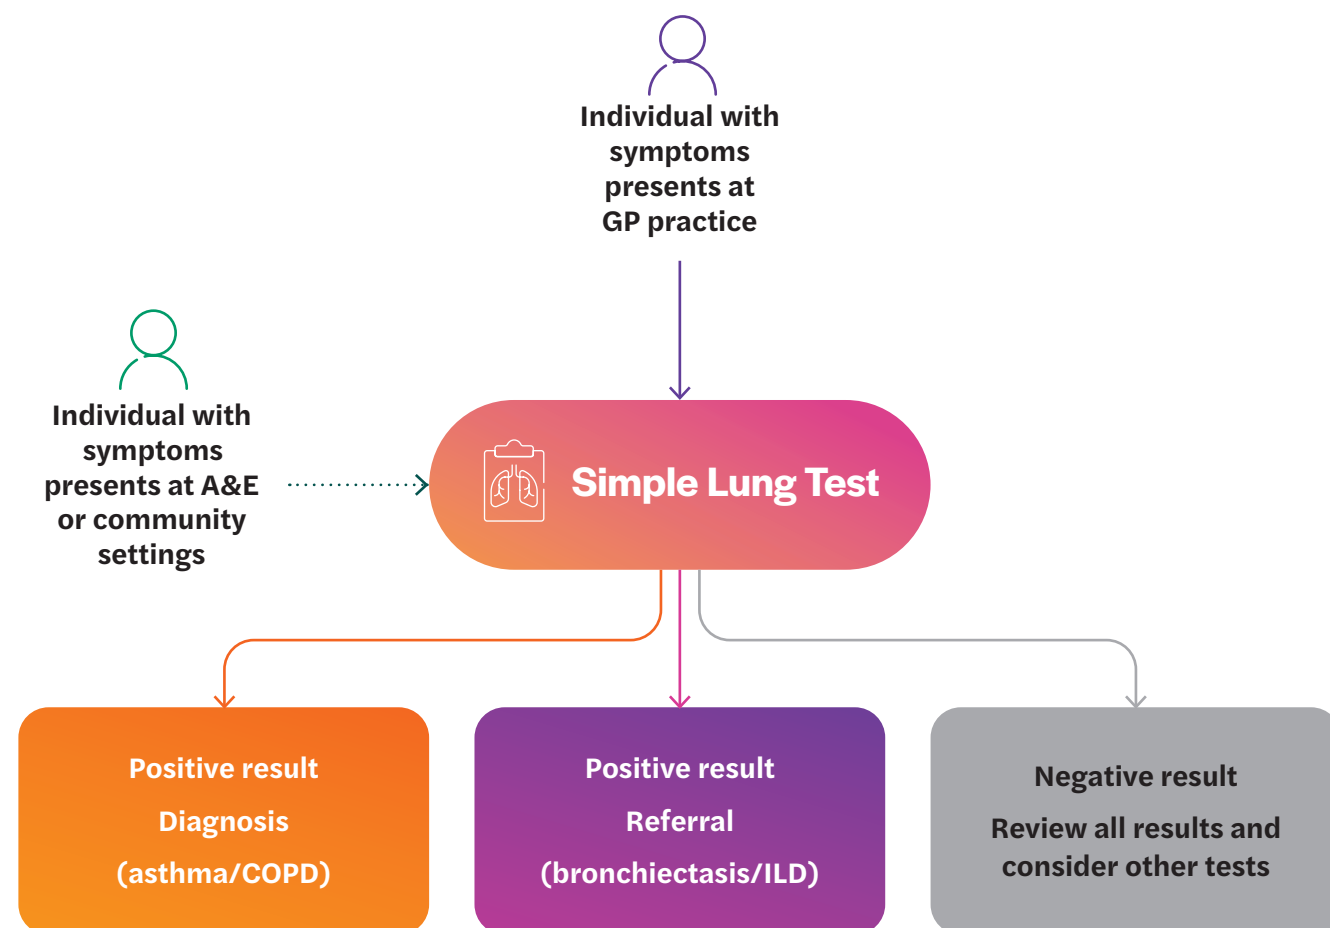 Individual with
symptoms
presents at
GP practice
Individual with
symptoms
presents at A&E
or community
settings
Simple Lung Test
Positive result
Diagnosis
(asthma/COPD)
Positive result
Referral
(bronchiectasis/ILD)
Negative result
Review all results and
consider other tests